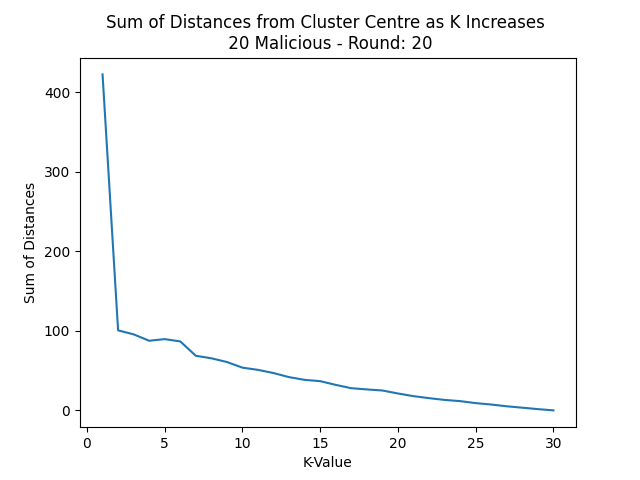 Sum of Distances from Cluster Centre as K Increases
20 Malicious - Round: 20
400
300
200
100
0
Sum of Distances
0 5 10 15 20 25 30
K-Value